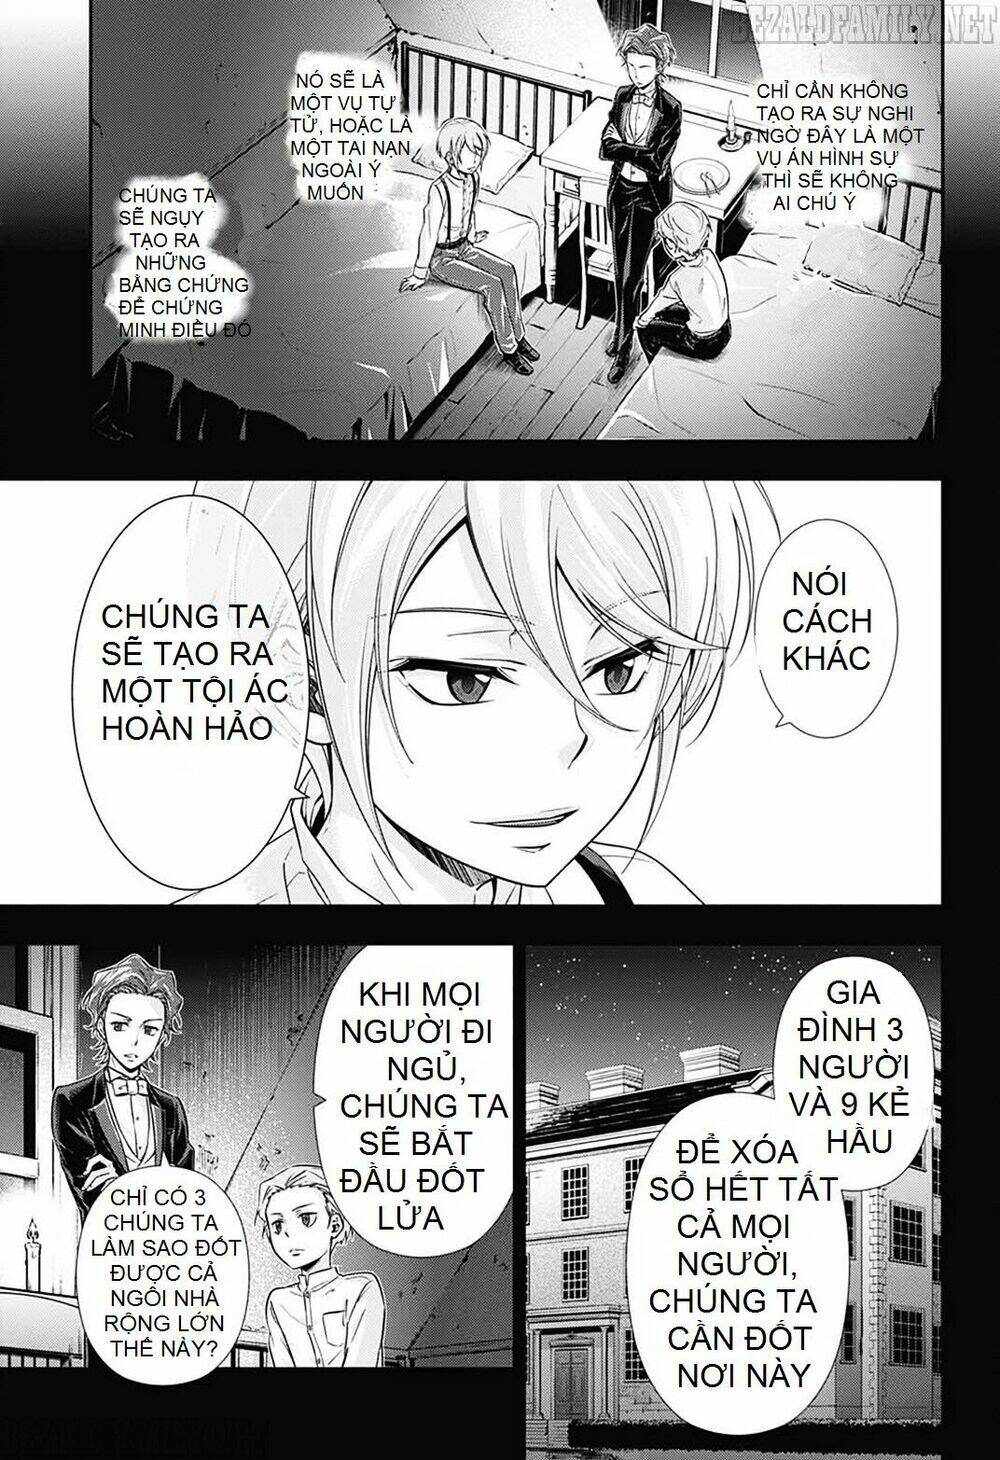 BEZALDFAMILY.NET
CHỈ CẦN KHÔNG
TẠO RA SỰ NGHI
NGỜ ĐÂY LÀ MỘT
VỤ ÁN HÌNH SỰ
THÌ SẼ KHÔNG
AI CHÚ Ý
NÓ SẼ LÀ
MỘT VỤ TỰ
TỬ, HOẶC LÀ
MỘT TAI NẠN
NGOÀI Ý
MUỐN
CHÚNG TA
SẼ NGỤY
TẠO RA
NHỮNG
BẰNG CHỨNG
ĐỂ CHỨNG
MINH ĐIỀU ĐÓ
NÓI
CÁCH
KHÁC
CHÚNG TA
SẼ TẠO RA
MỘT TỘI ÁC
HOÀN HẢO
GIA
ĐÌNH 3
NGƯỜI
VÀ 9 KẺ
HẦU
ĐỂ XÓA
SỔ HẾT TẤT
CẢ MỌI
NGƯỜI,
CHÚNG TA
CẦN ĐỐT
NƠI NÀY
KHI MỌI
NGƯỜI ĐI
NGỦ,
CHÚNG TA
SẼ BẮT
ĐẦU ĐỐT
LỬA
CHỈ CÓ 3
CHÚNG TA
LÀM SAO ĐỐT
ĐƯỢC CẢ
NGÔI NHÀ
RỘNG LỚN
THẾ NÀY?
BEZALDFAMILY.NET